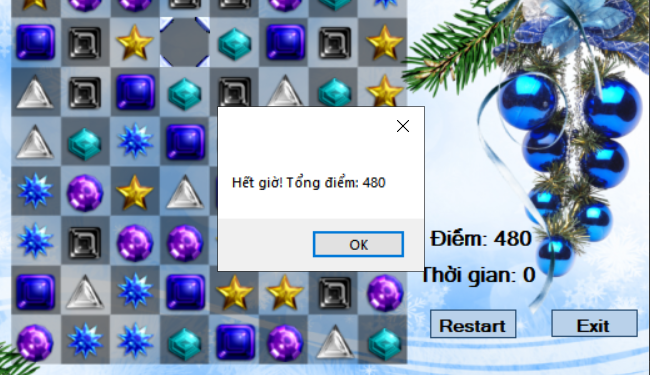 Hết giờ! Tổng điểm: 480
OK
Điểm: 480
Thời gian: 0
Restart
Exit